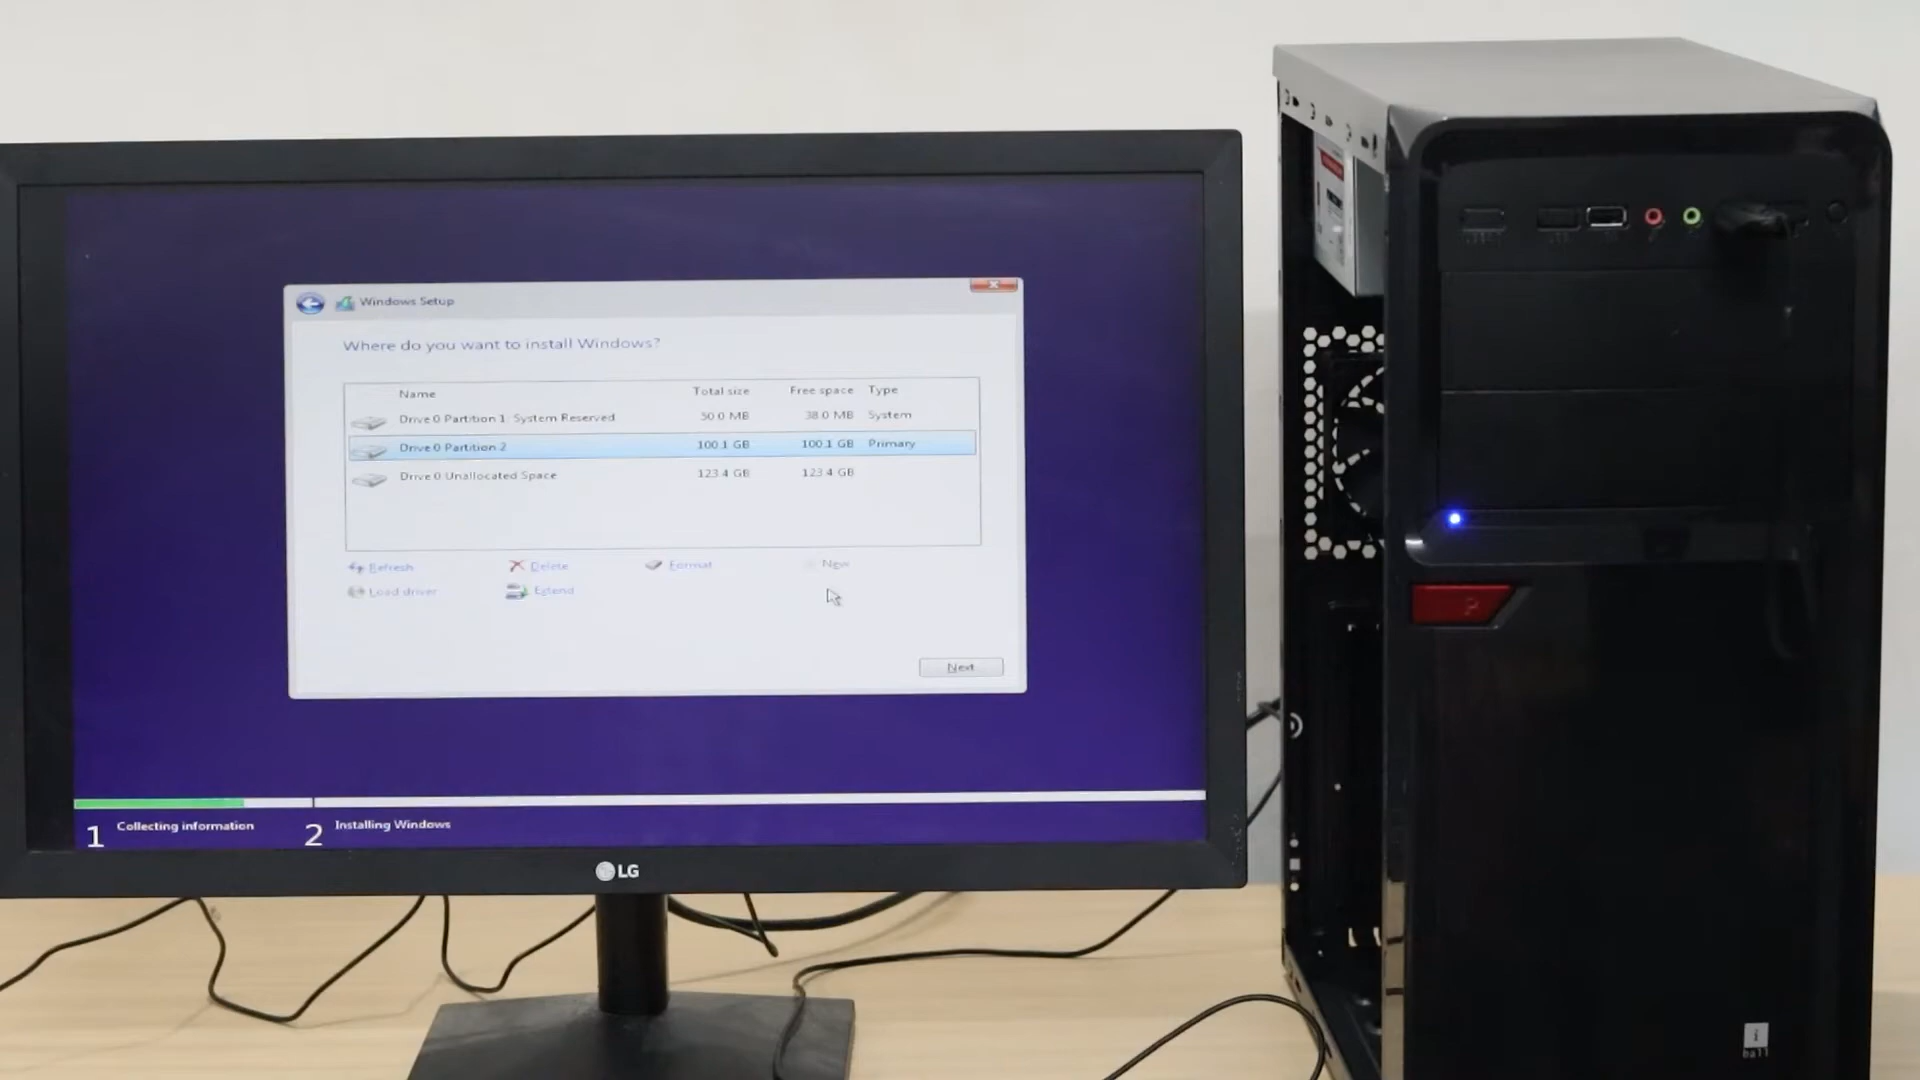 Windows Setup
Where do you want to install Windows?
Name Total size Free space Type
Drive 0 Partition 1: System Reserved 50.0 MB 38.0 MB System
Drive 0 Partition 2 100.1 GB 100.1 GB Primary
Drive 0 Unallocated Space 123.4 GB 123.4 GB
Refresh Delete Format New
Load driver Extend
Next
1 Collecting information 2 Installing Windows
LG
i
ball